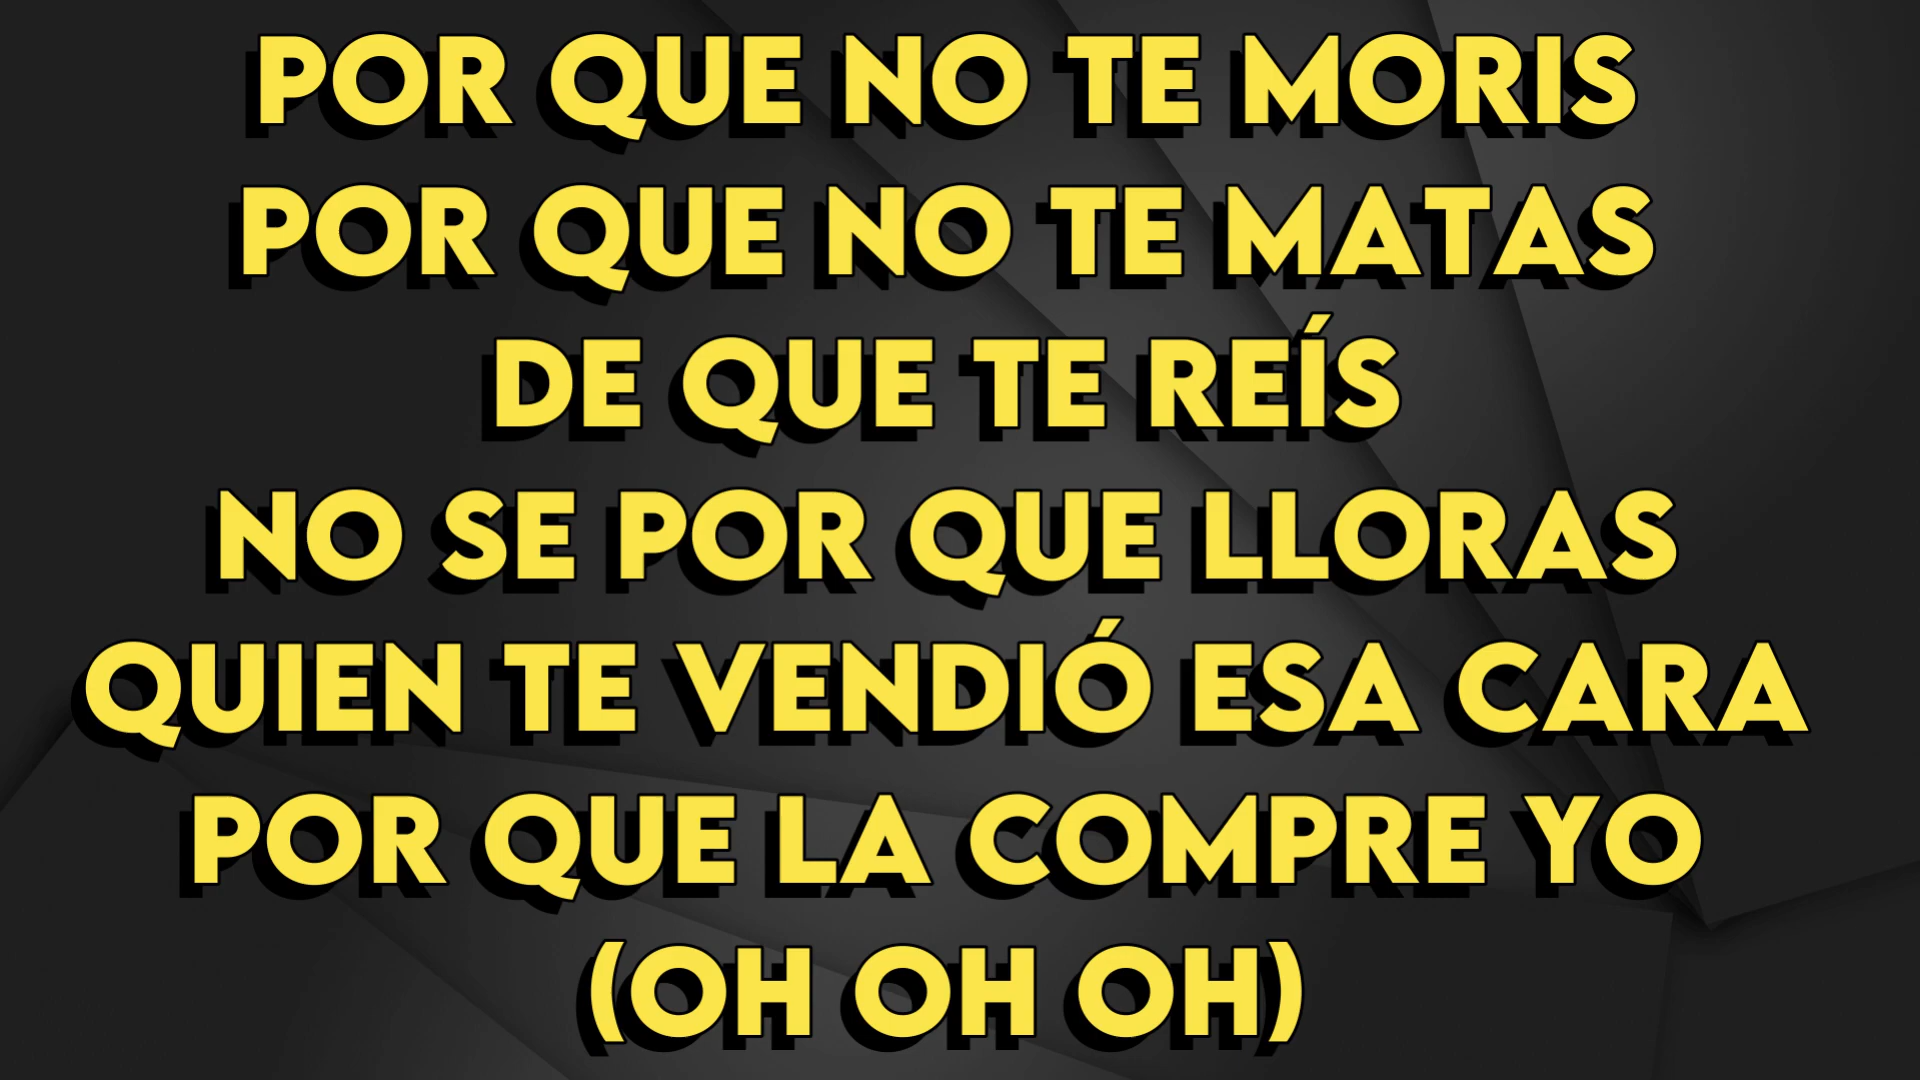 POR QUE NO TE MORIS
POR QUE NO TE MATAS
DE QUE TE REÍS
NO SE POR QUE LLORAS
QUIEN TE VENDIÓ ESA CARA
POR QUE LA COMPRE YO
(OH OH OH)